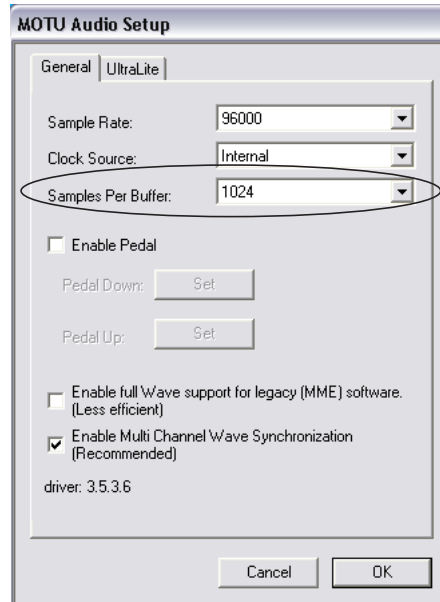 MOTU Audio Setup
General UltraLite
Sample Rate: 96000
Clock Source: Internal
Samples Per Buffer: 1024
Enable Pedal
Pedal Down: Set
Pedal Up: Set
Enable full Wave support for legacy (MME) software.
(Less efficient)
Enable Multi Channel Wave Synchronization
(Recommended)
driver: 3.5.3.6
Cancel OK